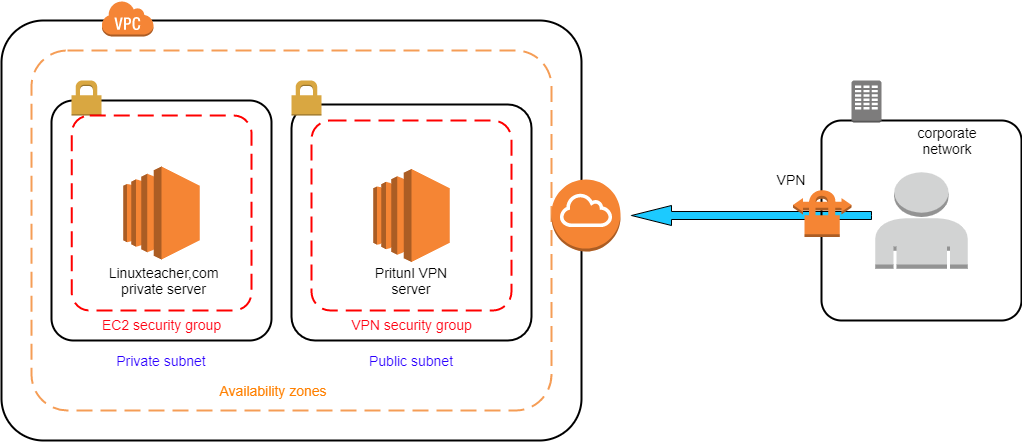 VPC
Linuxteacher,com
private server
EC2 security group
Private subnet
Pritunl VPN
server
VPN security group
Public subnet
Availability zones
VPN
corporate
network